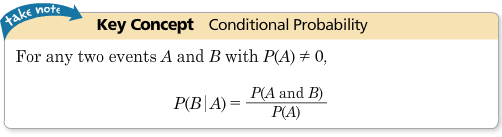 take note
Key Concept Conditional Probability
For any two events A and B with P(A) ≠ 0,
P(B|A) = P(A and B) / P(A)